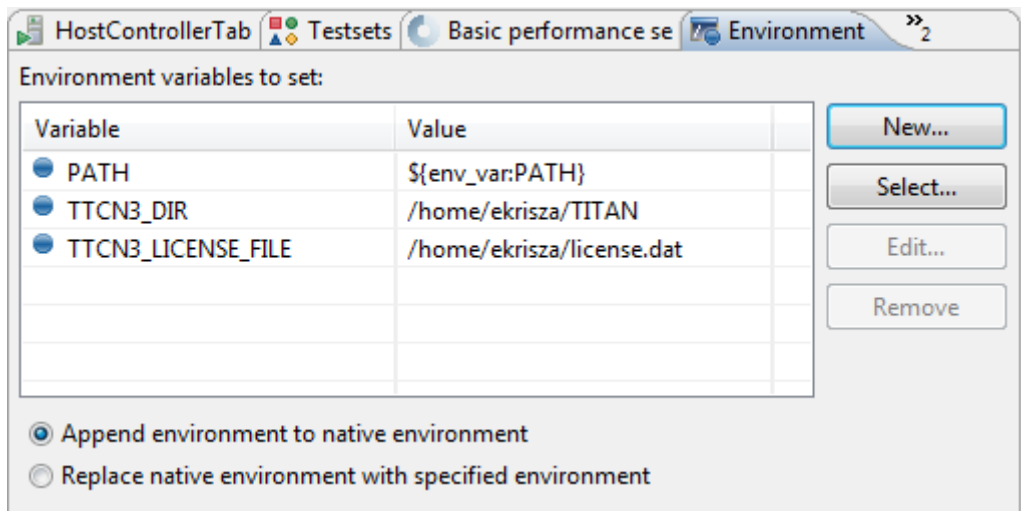 HostControllerTab Testsets Basic performance se Environment »2
Environment variables to set:
Variable Value New...
PATH ${env_var:PATH} Select...
TTCN3_DIR /home/ekrisza/TITAN
TTCN3_LICENSE_FILE /home/ekrisza/license.dat Edit...
Remove
Append environment to native environment
Replace native environment with specified environment